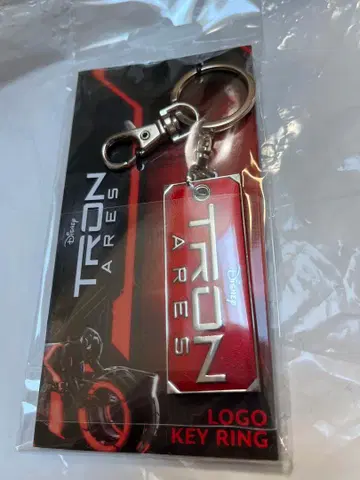 Disney
TRON
ARES
Disney
TRON
ARES
LOGO
KEY RING